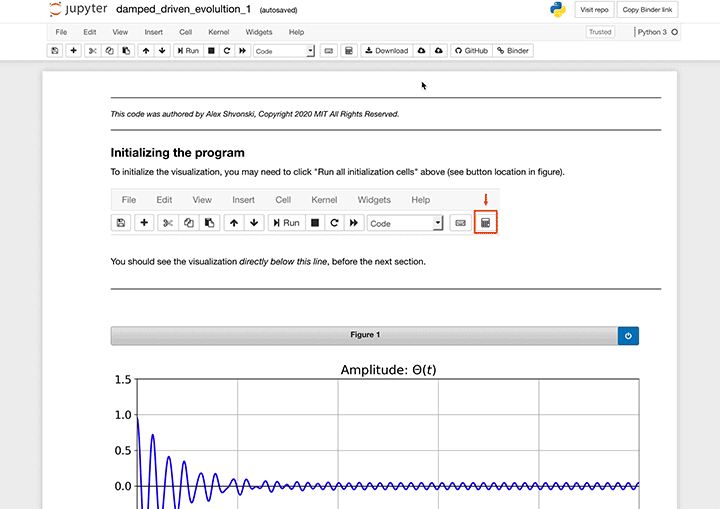 jupyter damped_driven_evolultion_1 (autosaved)
Visit repo Copy Binder link
File Edit View Insert Cell Kernel Widgets Help
Trusted Python 3
Run Code Download GitHub Binder
This code was authored by Alex Shvonski, Copyright 2020 MIT All Rights Reserved.
Initializing the program
To initialize the visualization, you may need to click "Run all initialization cells" above (see button location in figure).
File Edit View Insert Cell Kernel Widgets Help
Run Code
You should see the visualization directly below this line, before the next section.
Figure 1
Amplitude: Θ(t)
1.5
1.0
0.5
0.0